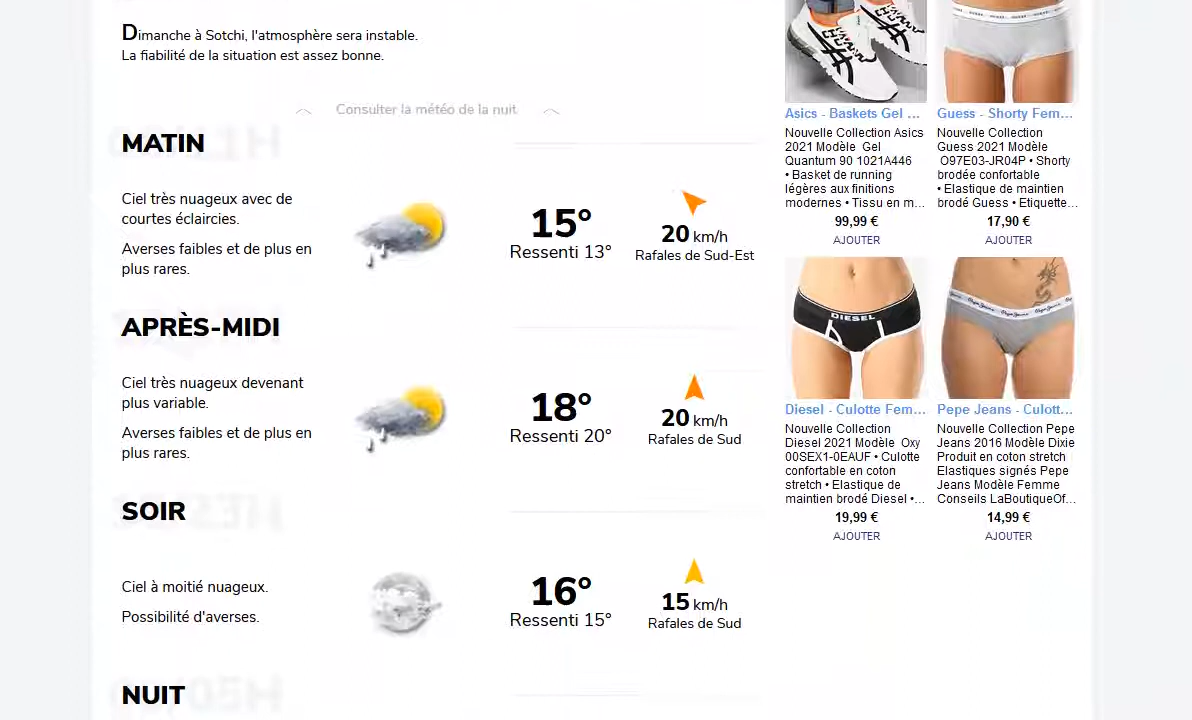 Dimanche à Sotchi, l'atmosphère sera instable.
La fiabilité de la situation est assez bonne.
Consulter la météo de la nuit
MATIN
Ciel très nuageux avec de
courtes éclaircies.
Averses faibles et de plus en
plus rares.
15°
Ressenti 13°
20 km/h
Rafales de Sud-Est
APRÈS-MIDI
Ciel très nuageux devenant
plus variable.
Averses faibles et de plus en
plus rares.
18°
Ressenti 20°
20 km/h
Rafales de Sud
SOIR
Ciel à moitié nuageux.
Possibilité d'averses.
16°
Ressenti 15°
15 km/h
Rafales de Sud
NUIT
Asics - Baskets Gel ...
Nouvelle Collection Asics
2021 Modèle Gel
Quantum 90 1021A446
• Basket de running
légères aux finitions
modernes • Tissu en m...
99,99 €
AJOUTER
Guess - Shorty Fem...
Nouvelle Collection
Guess 2021 Modèle
O97E03-JR04P • Shorty
brodée confortable
• Elastique de maintien
brodé Guess • Etiquette...
17,90 €
AJOUTER
DIESEL
Diesel - Culotte Fem...
Nouvelle Collection
Diesel 2021 Modèle Oxy
00SEX1-0EAUF • Culotte
confortable en coton
stretch • Elastique de
maintien brodé Diesel •...
19,99 €
AJOUTER
Pepe Jeans - Culott...
Nouvelle Collection Pepe
Jeans 2016 Modèle Dixie
Produit en coton stretch
Elastiques signés Pepe
Jeans Modèle Femme
Conseils LaBoutiqueOf...
14,99 €
AJOUTER